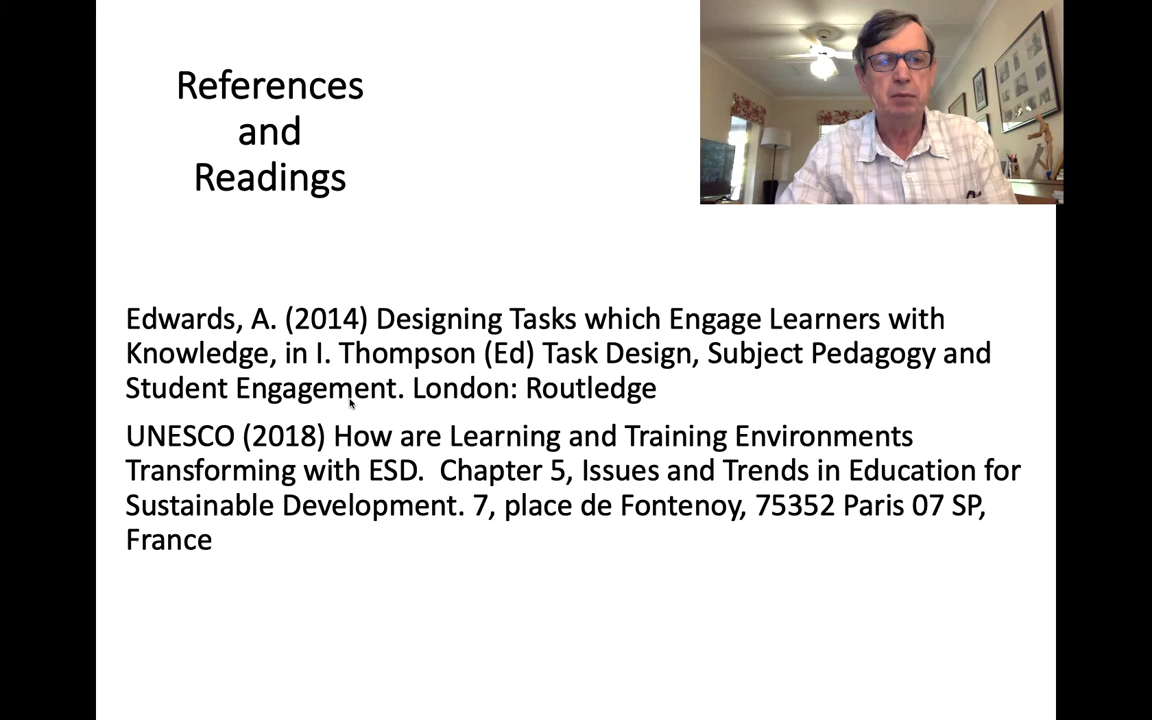 References
and
Readings
Edwards, A. (2014) Designing Tasks which Engage Learners with
Knowledge, in I. Thompson (Ed) Task Design, Subject Pedagogy and
Student Engagement. London: Routledge
UNESCO (2018) How are Learning and Training Environments
Transforming with ESD.  Chapter 5, Issues and Trends in Education for
Sustainable Development. 7, place de Fontenoy, 75352 Paris 07 SP,
France